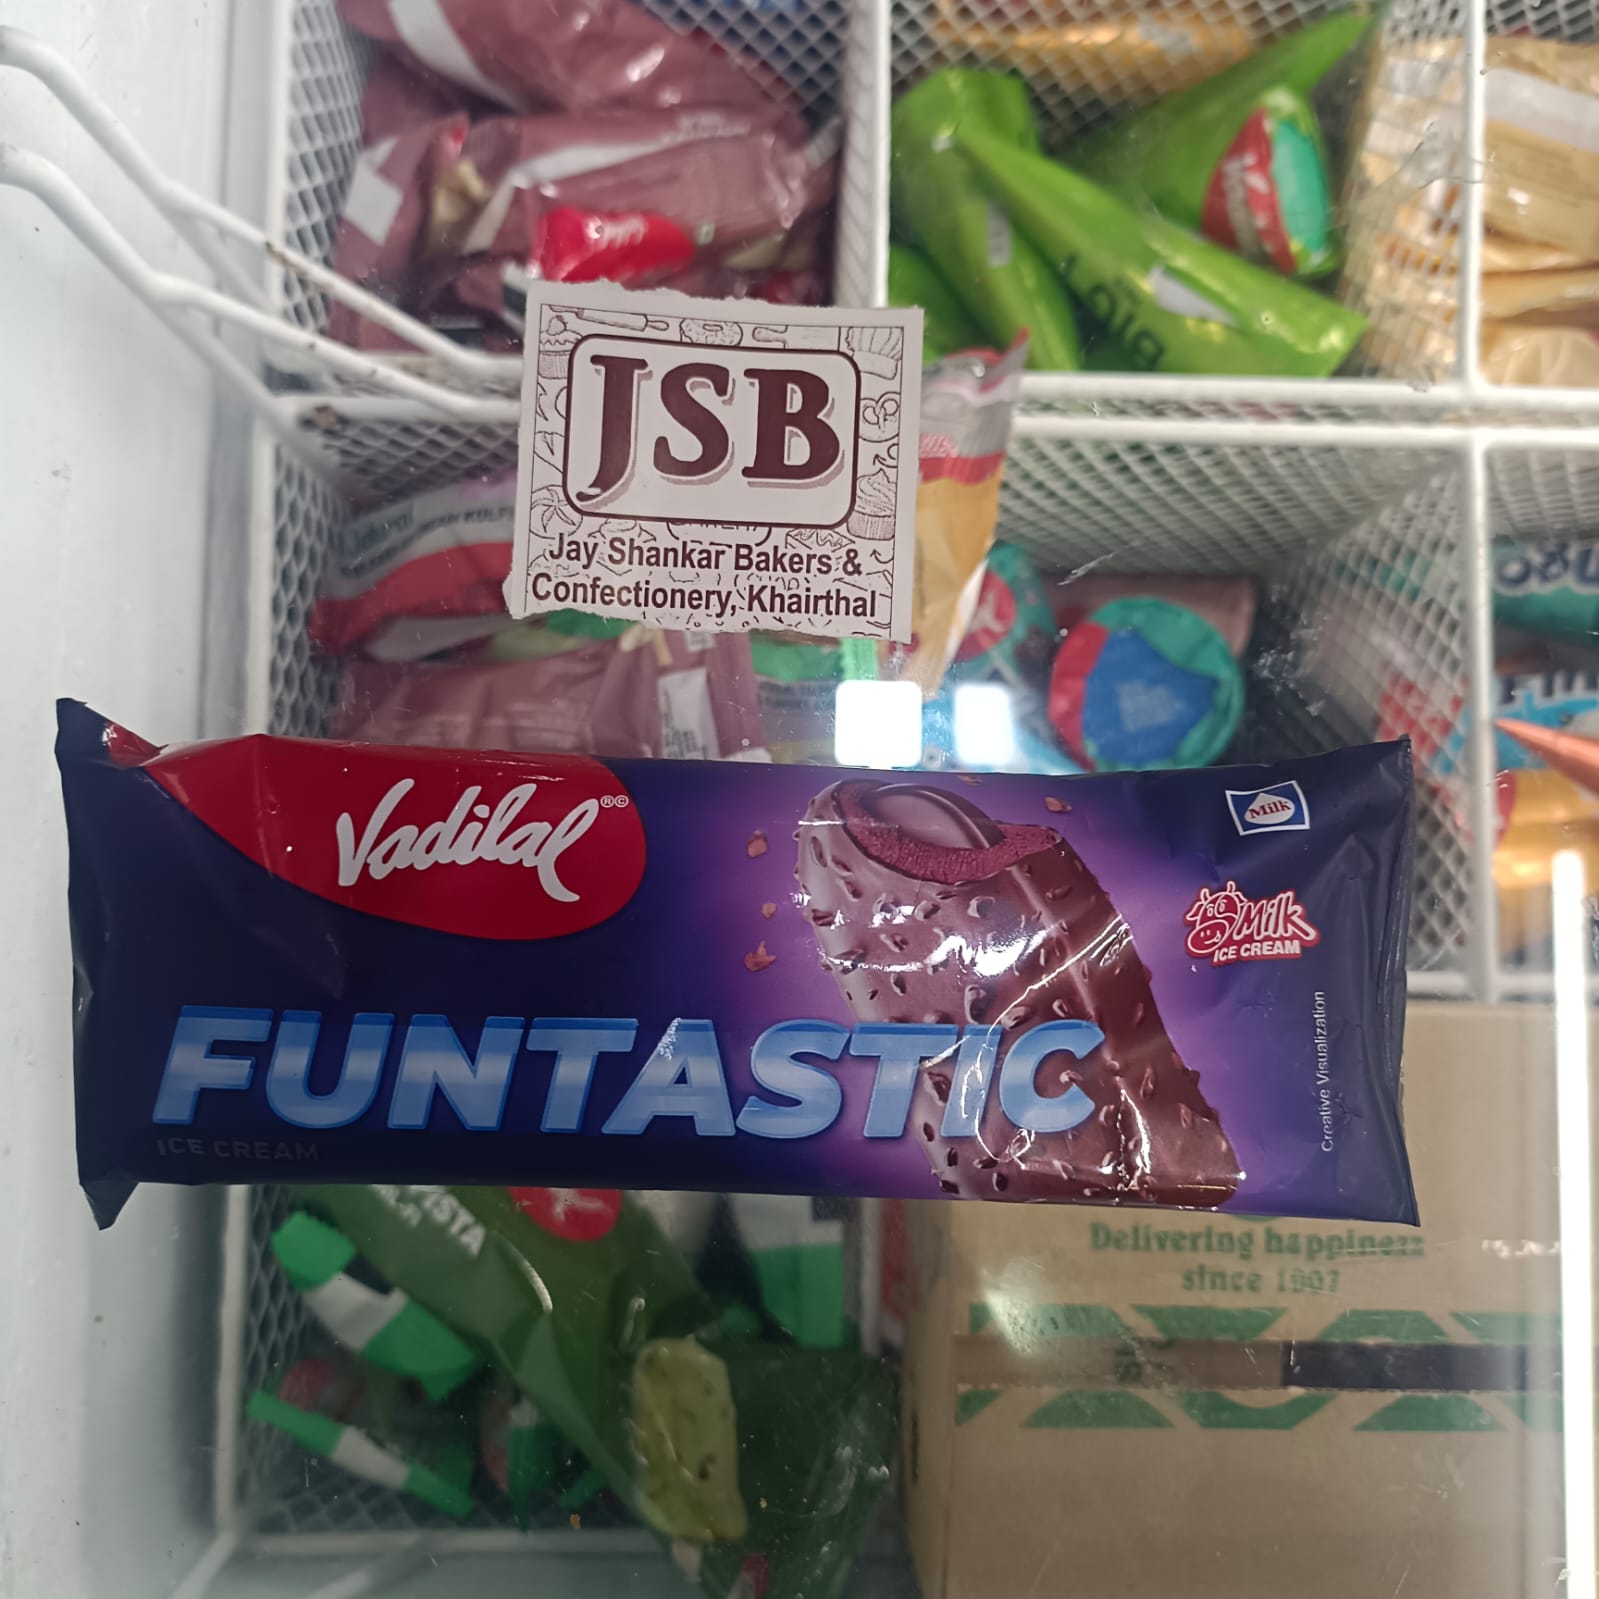 JSB
Jay Shankar Bakers &
Confectionery, Khairthal
Vadilal ®©
Milk
Milk
ICE CREAM
FUNTASTIC
ICE CREAM
Creative Visualization
Delivering happiness
since 1907